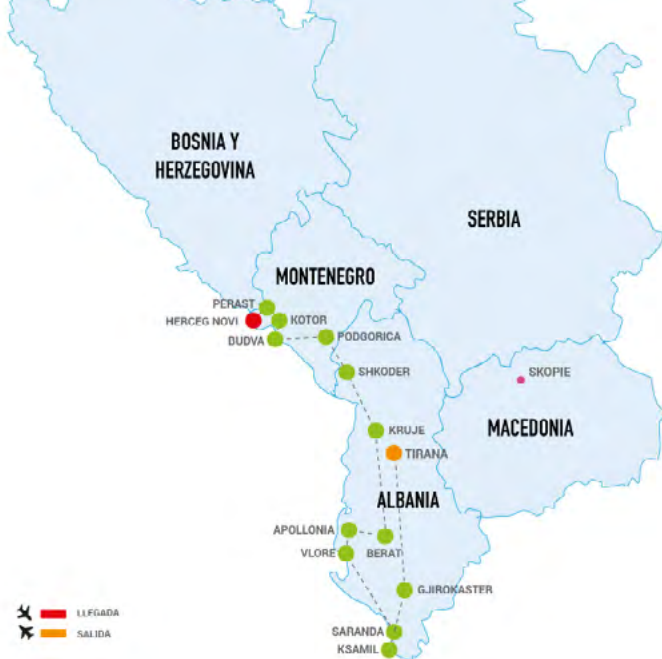 BOSNIA Y
HERZEGOVINA
SERBIA
MONTENEGRO
PERAST
HERCEG NOVI
KOTOR
BUDVA
PODGORICA
SHKODER
SKOPIE
KRUJE
MACEDONIA
TIRANA
ALBANIA
APOLLONIA
VLORE
BERAT
GJIROKASTER
LLEGADA
SALIDA
SARANDA
KSAMIL